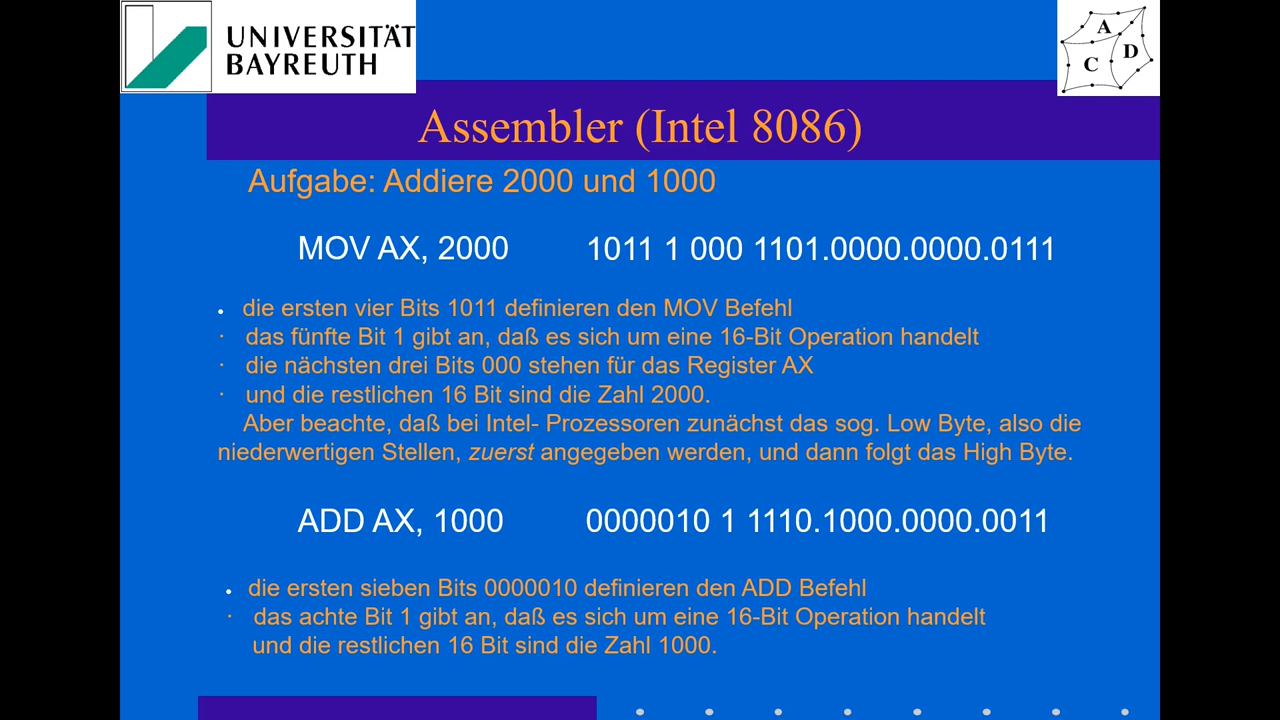 UNIVERSITÄT
BAYREUTH
A
D
C
Assembler (Intel 8086)
Aufgabe: Addiere 2000 und 1000
MOV AX, 2000 1011 1 000 1101.0000.0000.0111
• die ersten vier Bits 1011 definieren den MOV Befehl
· das fünfte Bit 1 gibt an, daß es sich um eine 16-Bit Operation handelt
· die nächsten drei Bits 000 stehen für das Register AX
· und die restlichen 16 Bit sind die Zahl 2000.
Aber beachte, daß bei Intel- Prozessoren zunächst das sog. Low Byte, also die
niederwertigen Stellen, zuerst angegeben werden, und dann folgt das High Byte.
ADD AX, 1000 0000010 1 1110.1000.0000.0011
• die ersten sieben Bits 0000010 definieren den ADD Befehl
· das achte Bit 1 gibt an, daß es sich um eine 16-Bit Operation handelt
und die restlichen 16 Bit sind die Zahl 1000.